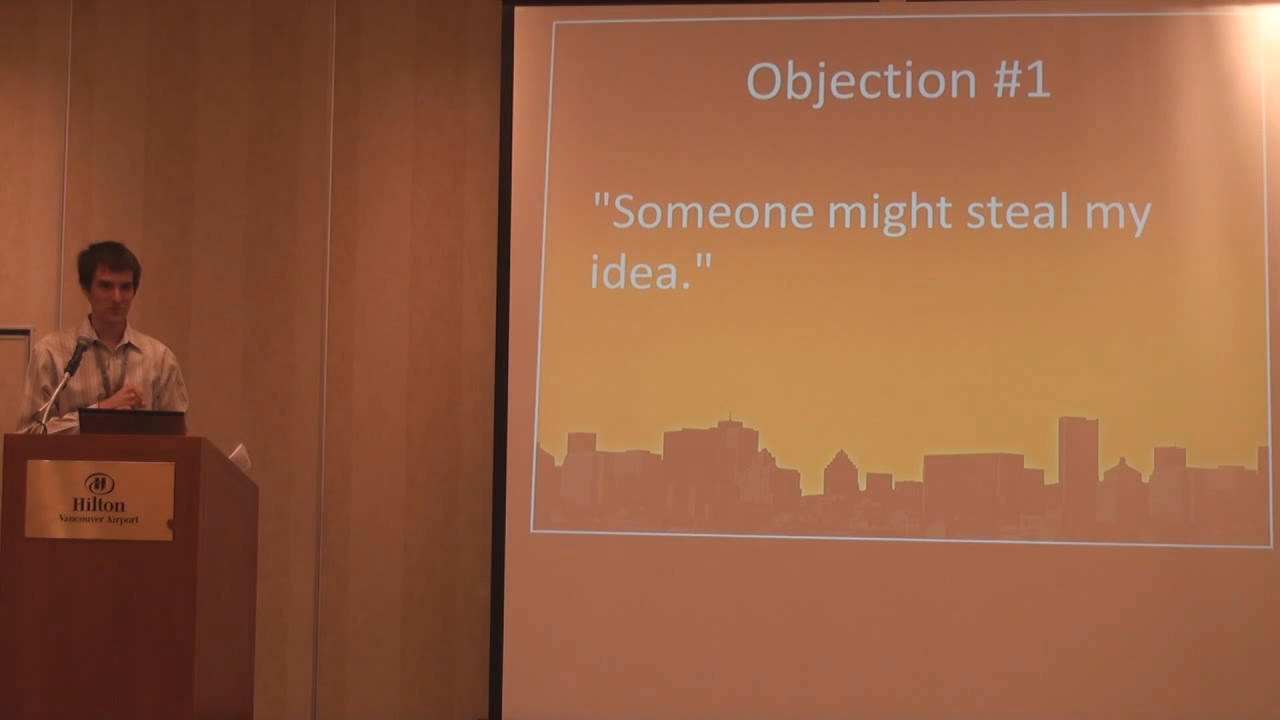 Objection #1
"Someone might steal my
idea."
Hilton
Vancouver Airport